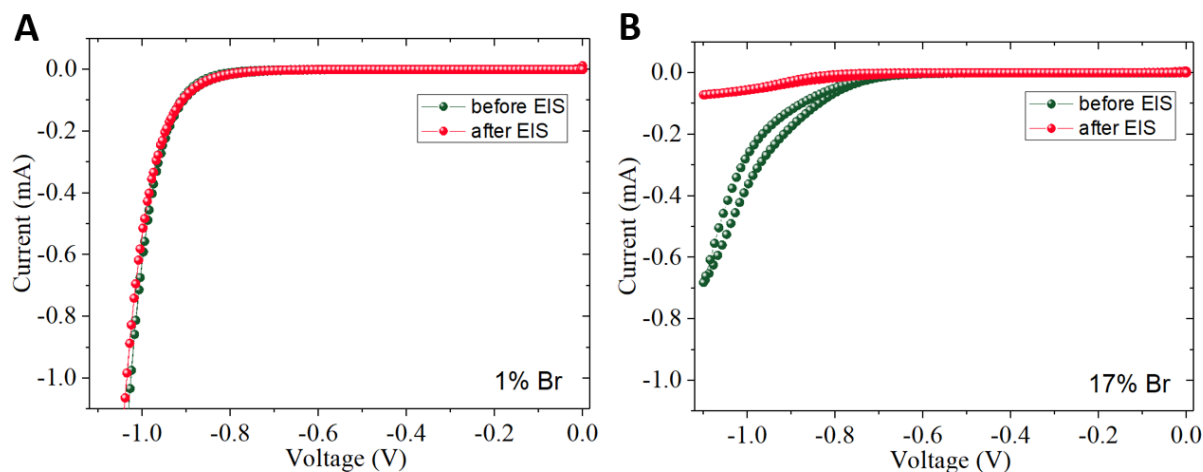 A
0.0
-0.2
-0.4
-0.6
-0.8
-1.0
Current (mA)
before EIS
after EIS
1% Br
-1.0 -0.8 -0.6 -0.4 -0.2 0.0
Voltage (V)
B
0.0
-0.2
-0.4
-0.6
-0.8
-1.0
Current (mA)
before EIS
after EIS
17% Br
-1.0 -0.8 -0.6 -0.4 -0.2 0.0
Voltage (V)